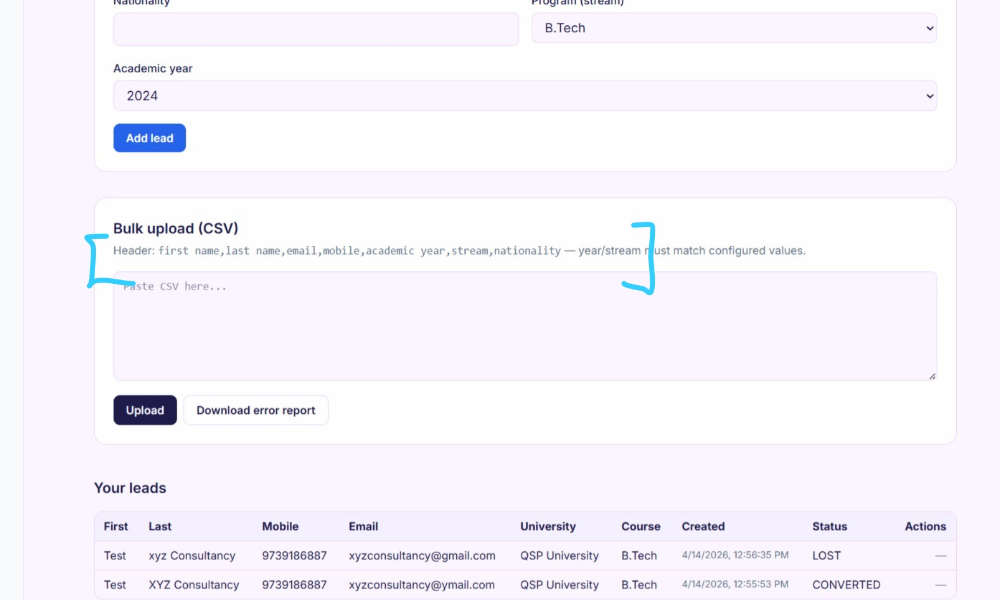 Nationality
Program (stream)
B.Tech
Academic year
2024
Add lead
Bulk upload (CSV)
Header: first name,last name,email,mobile,academic year,stream,nationality — year/stream must match configured values.
Paste CSV here...
Upload
Download error report
Your leads
First Last Mobile Email University Course Created Status Actions
Test xyz Consultancy 9739186887 xyzconsultancy@gmail.com QSP University B.Tech 4/14/2026, 12:56:35 PM LOST —
Test XYZ Consultancy 9739186887 xyzconsultancy@ymail.com QSP University B.Tech 4/14/2026, 12:55:53 PM CONVERTED —